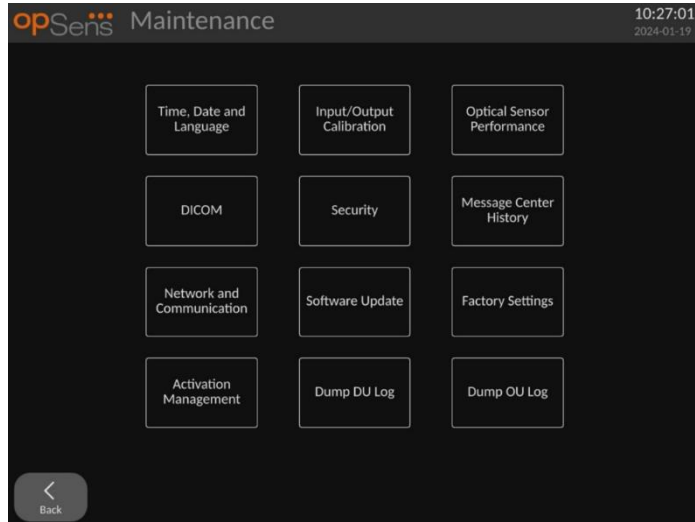 opSens Maintenance
10:27:01
2024-01-19
Time, Date and
Language
Input/Output
Calibration
Optical Sensor
Performance
DICOM
Security
Message Center
History
Network and
Communication
Software Update
Factory Settings
Activation
Management
Dump DU Log
Dump OU Log
Back